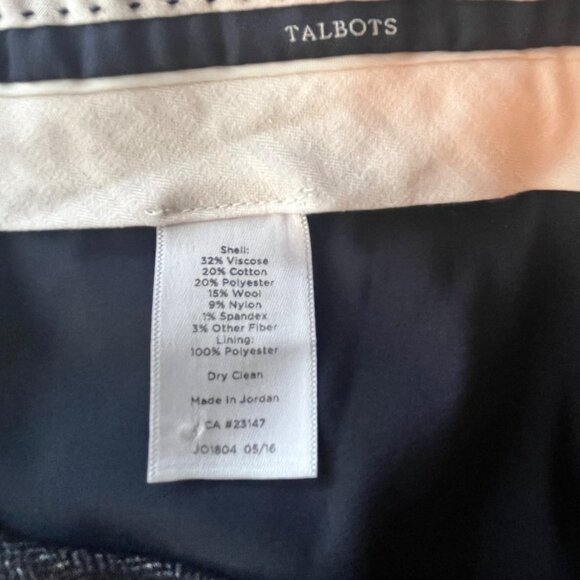 TALBOTS
Shell:
32% Viscose
20% Cotton
20% Polyester
15% Wool
9% Nylon
1% Spandex
3% Other Fiber
Lining:
100% Polyester
Dry Clean
Made in Jordan
CA #23147
JO1804 05/16